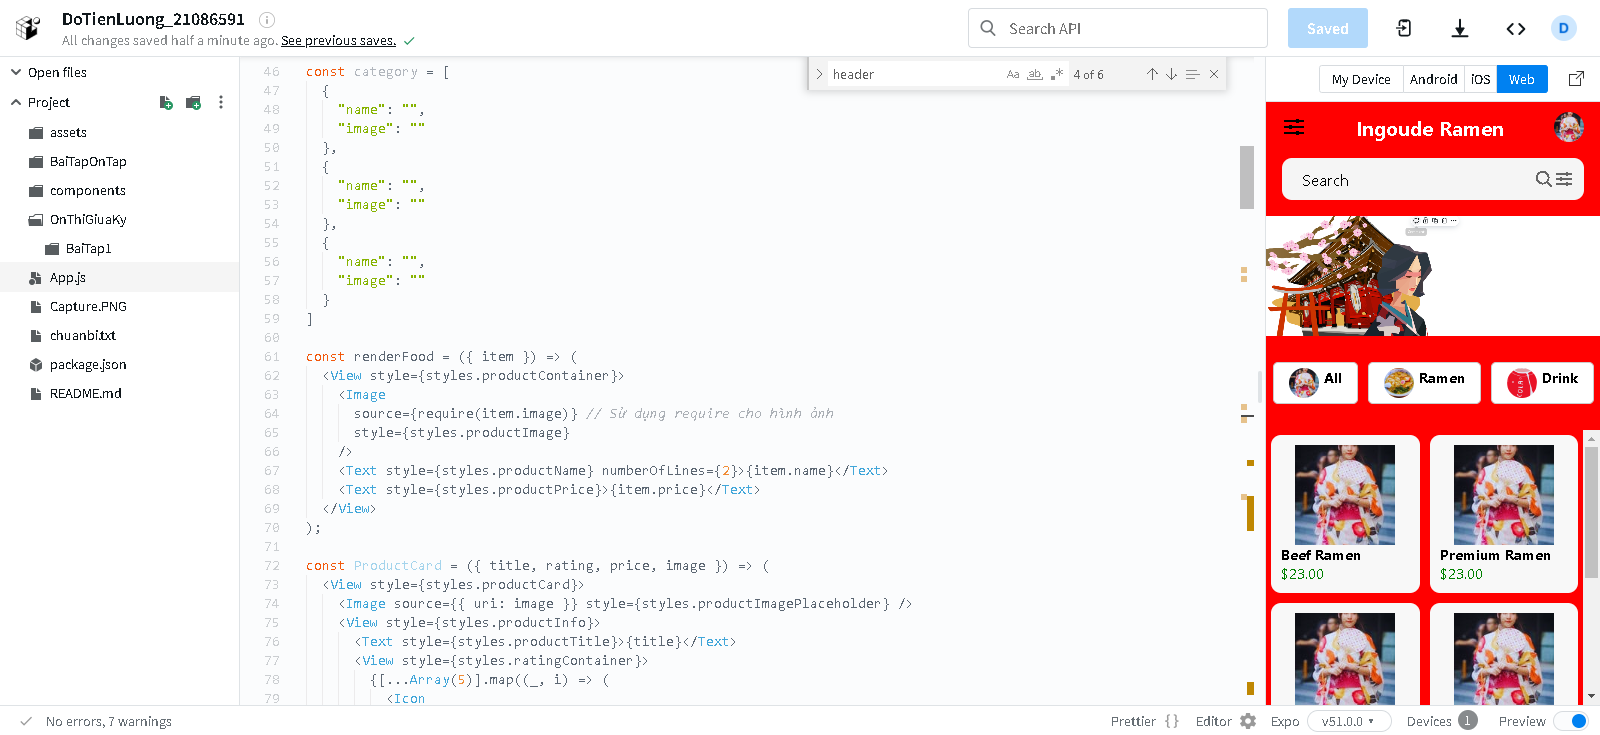 DoTienLuong_21086591
All changes saved half a minute ago. See previous saves.
Search API
Saved
D
Open files
Project
assets
BaiTapOnTap
components
OnThiGiuaKy
BaiTap1
App.js
Capture.PNG
chuanbi.txt
package.json
README.md
header
Aa ab .* 4 of 6
46 const category = [
47 {
48 "name": "",
49 "image": ""
50 },
51 {
52 "name": "",
53 "image": ""
54 },
55 {
56 "name": "",
57 "image": ""
58 }
59 ]
60
61 const renderFood = ({ item }) => (
62 <View style={styles.productContainer}>
63 <Image
64 source={require(item.image)} // Sử dụng require cho hình ảnh
65 style={styles.productImage}
66 />
67 <Text style={styles.productName} numberOfLines={2}>{item.name}</Text>
68 <Text style={styles.productPrice}>{item.price}</Text>
69 </View>
70 );
71
72 const ProductCard = ({ title, rating, price, image }) => (
73 <View style={styles.productCard}>
74 <Image source={{ uri: image }} style={styles.productImagePlaceholder} />
75 <View style={styles.productInfo}>
76 <Text style={styles.productTitle}>{title}</Text>
77 <View style={styles.ratingContainer}>
78 {[...Array(5)].map((_, i) => (
79 <Icon
My Device Android iOS Web
Ingoude Ramen
Search
All Ramen Drink
Beef Ramen Premium Ramen
$23.00 $23.00
No errors, 7 warnings
Prettier {} Editor Expo v51.0.0 Devices 1 Preview